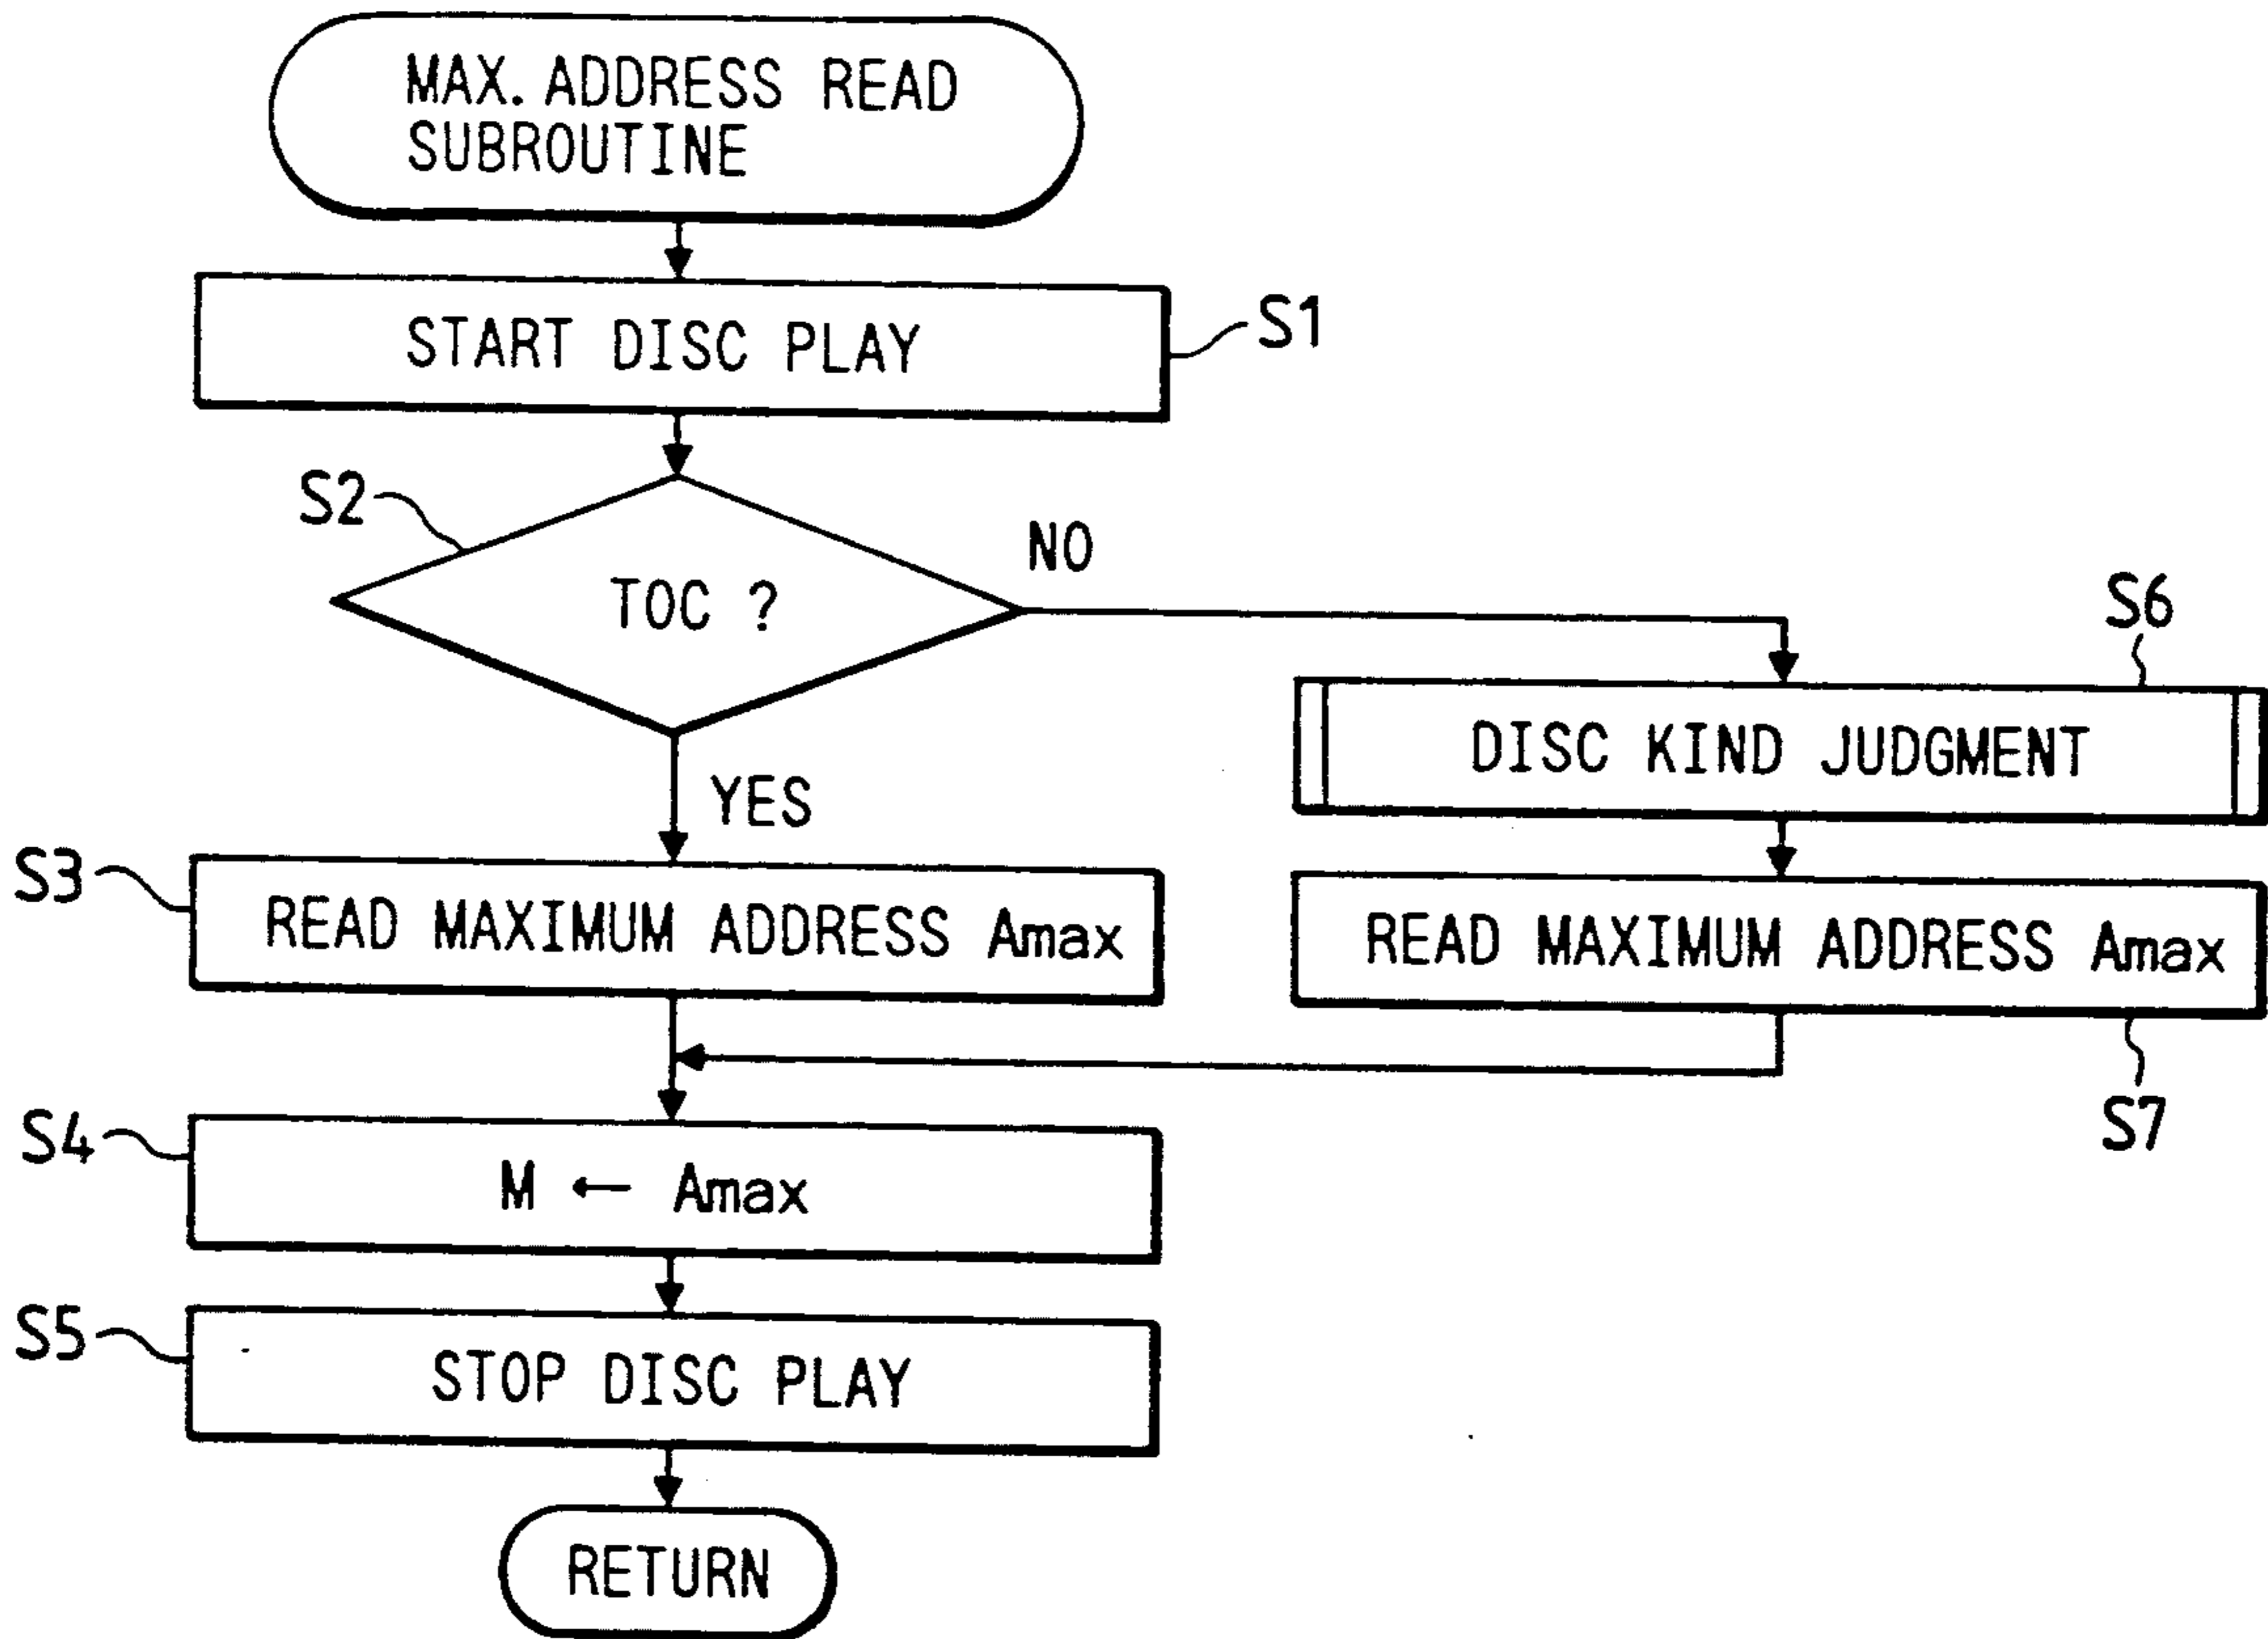 MAX. ADDRESS READ
SUBROUTINE
START DISC PLAY
S1
S2
TOC ?
NO
YES
S6
DISC KIND JUDGMENT
S3
READ MAXIMUM ADDRESS Amax
READ MAXIMUM ADDRESS Amax
S7
S4
M ← Amax
S5
STOP DISC PLAY
RETURN